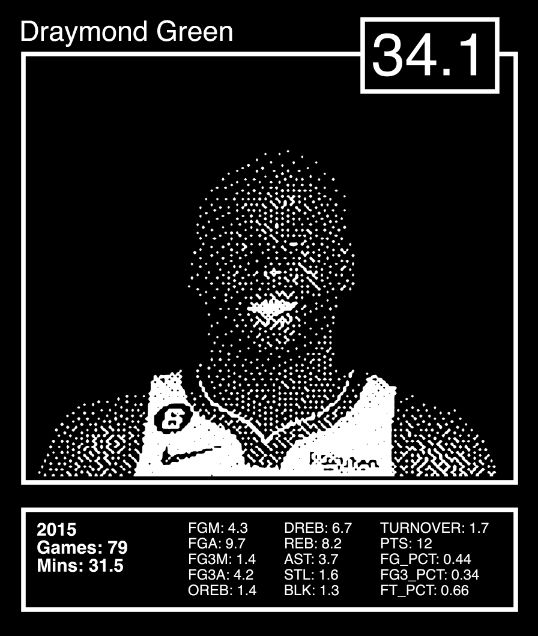 Draymond Green
34.1
6
2015
Games: 79
Mins: 31.5
FGM: 4.3
FGA: 9.7
FG3M: 1.4
FG3A: 4.2
OREB: 1.4
DREB: 6.7
REB: 8.2
AST: 3.7
STL: 1.6
BLK: 1.3
TURNOVER: 1.7
PTS: 12
FG_PCT: 0.44
FG3_PCT: 0.34
FT_PCT: 0.66